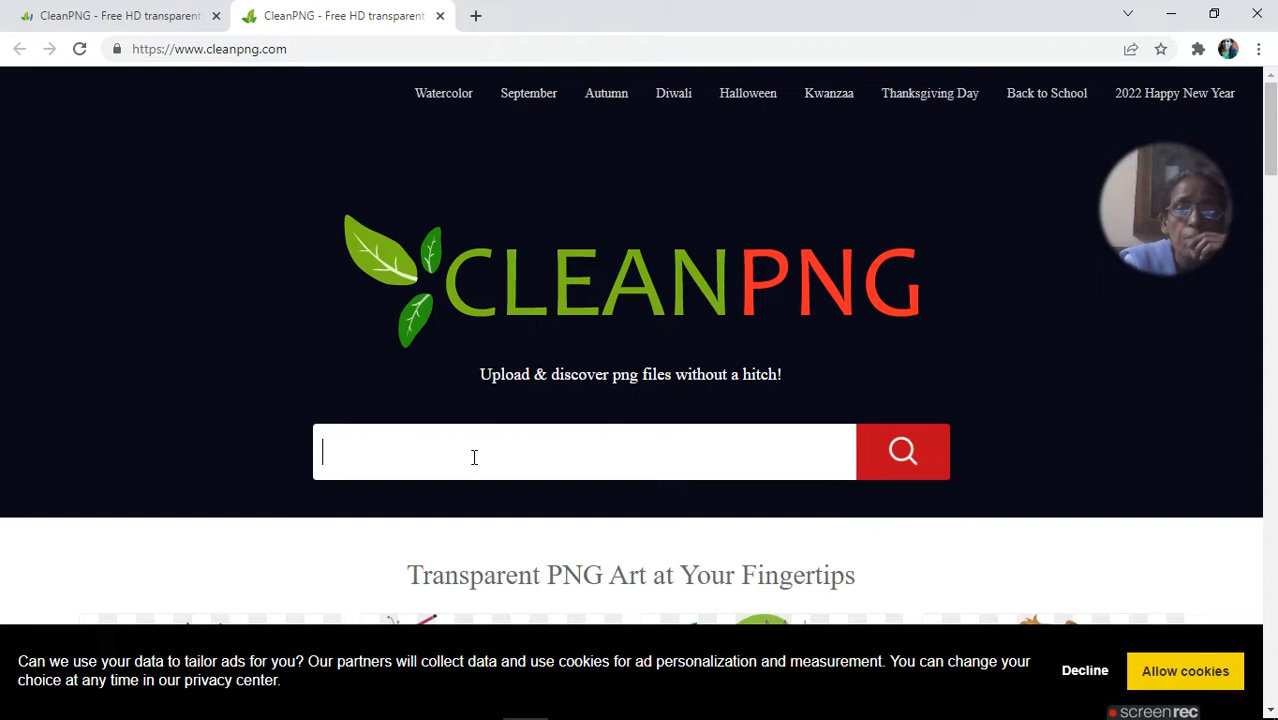 CleanPNG - Free HD transparent
CleanPNG - Free HD transparent
https://www.cleanpng.com
Watercolor September Autumn Diwali Halloween Kwanzaa Thanksgiving Day Back to School 2022 Happy New Year
CLEANPNG
Upload & discover png files without a hitch!
Transparent PNG Art at Your Fingertips
Can we use your data to tailor ads for you? Our partners will collect data and use cookies for ad personalization and measurement. You can change your
choice at any time in our privacy center.
Decline
Allow cookies
screenrec